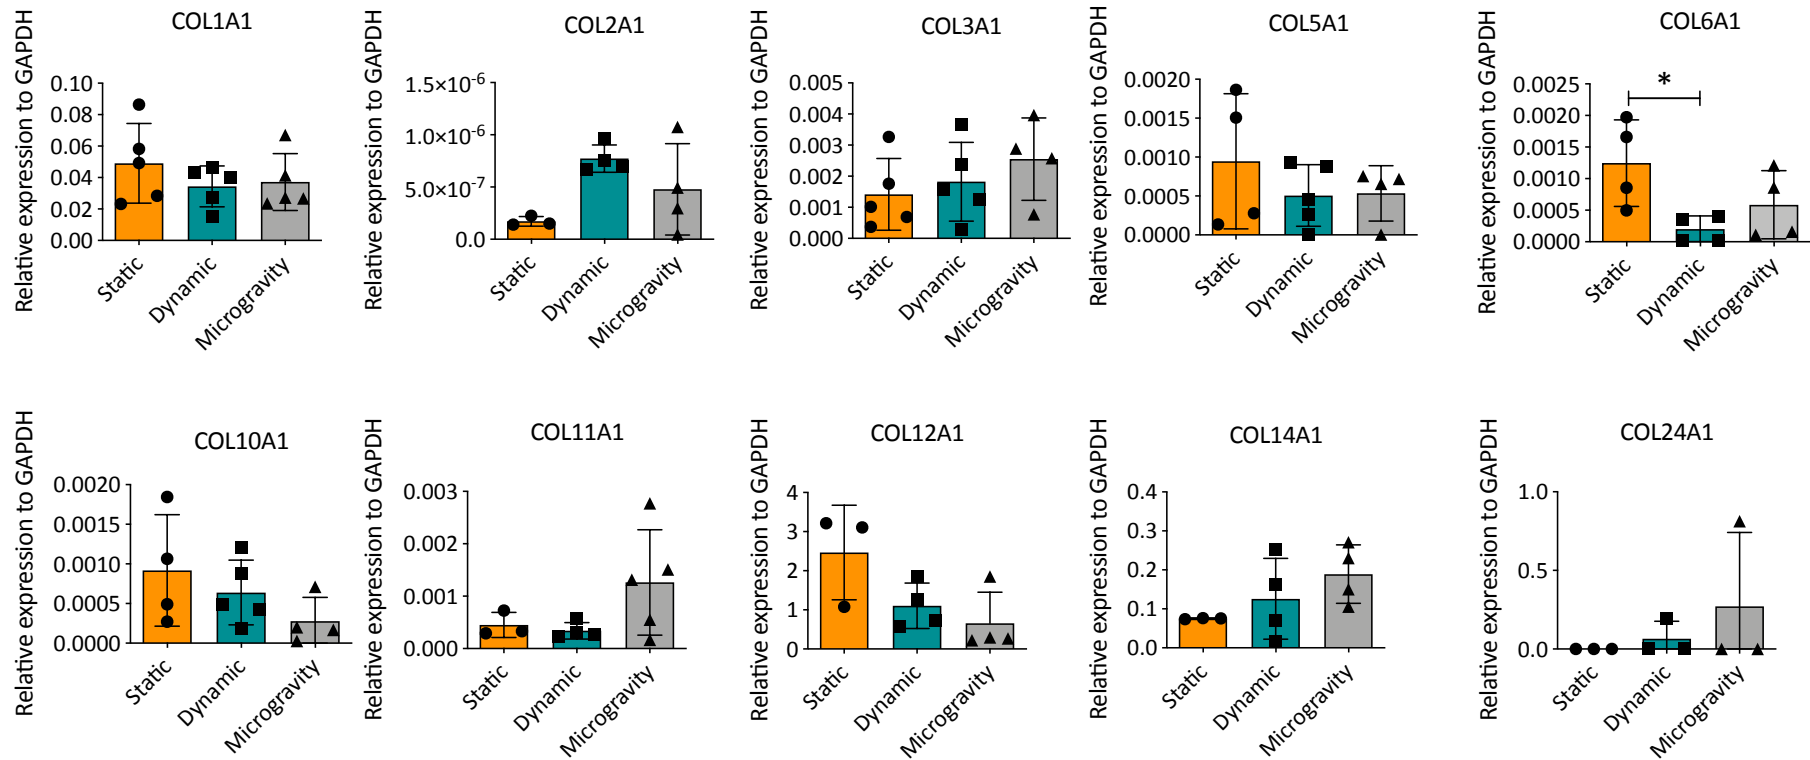 COL1A1
Relative expression to GAPDH
0.10
0.08
0.06
0.04
0.02
0.00
Static
Dynamic
Microgravity
COL2A1
Relative expression to GAPDH
1.5×10⁻⁶
1.0×10⁻⁶
5.0×10⁻⁷
0.0
Static
Dynamic
Microgravity
COL3A1
Relative expression to GAPDH
0.005
0.004
0.003
0.002
0.001
0.000
Static
Dynamic
Microgravity
COL5A1
Relative expression to GAPDH
0.0020
0.0015
0.0010
0.0005
0.0000
Static
Dynamic
Microgravity
COL6A1
Relative expression to GAPDH
0.0025
0.0020
0.0015
0.0010
0.0005
0.0000
*
Static
Dynamic
Microgravity
COL10A1
Relative expression to GAPDH
0.0020
0.0015
0.0010
0.0005
0.0000
Static
Dynamic
Microgravity
COL11A1
Relative expression to GAPDH
0.003
0.002
0.001
0.000
Static
Dynamic
Microgravity
COL12A1
Relative expression to GAPDH
4
3
2
1
0
Static
Dynamic
Microgravity
COL14A1
Relative expression to GAPDH
0.4
0.3
0.2
0.1
0.0
Static
Dynamic
Microgravity
COL24A1
Relative expression to GAPDH
1.0
0.5
0.0
Static
Dynamic
Microgravity